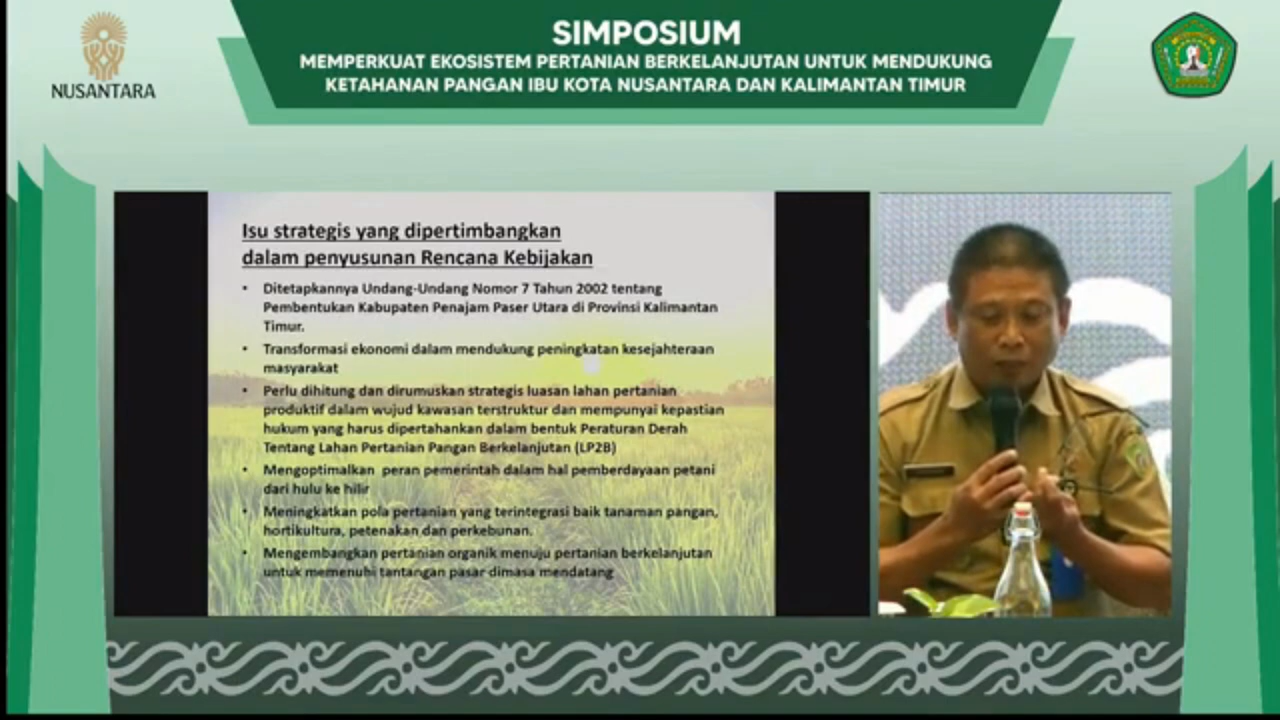 SIMPOSIUM
MEMPERKUAT EKOSISTEM PERTANIAN BERKELANJUTAN UNTUK MENDUKUNG
KETAHANAN PANGAN IBU KOTA NUSANTARA DAN KALIMANTAN TIMUR
NUSANTARA
Isu strategis yang dipertimbangkan
dalam penyusunan Rencana Kebijakan
• Ditetapkannya Undang-Undang Nomor 7 Tahun 2002 tentang
Pembentukan Kabupaten Penajam Paser Utara di Provinsi Kalimantan
Timur.
• Transformasi ekonomi dalam mendukung peningkatan kesejahteraan
masyarakat
• Perlu dihitung dan dirumuskan strategis luasan lahan pertanian
produktif dalam wujud kawasan terstruktur dan mempunyai kepastian
hukum yang harus dipertahankan dalam bentuk Peraturan Derah
Tentang Lahan Pertanian Pangan Berkelanjutan (LP2B)
• Mengoptimalkan peran pemerintah dalam hal pemberdayaan petani
dari hulu ke hilir
• Meningkatkan pola pertanian yang terintegrasi baik tanaman pangan,
hortikultura, petenakan dan perkebunan.
• Mengembangkan pertanian organik menuju pertanian berkelanjutan
untuk memenuhi tantangan pasar dimasa mendatang